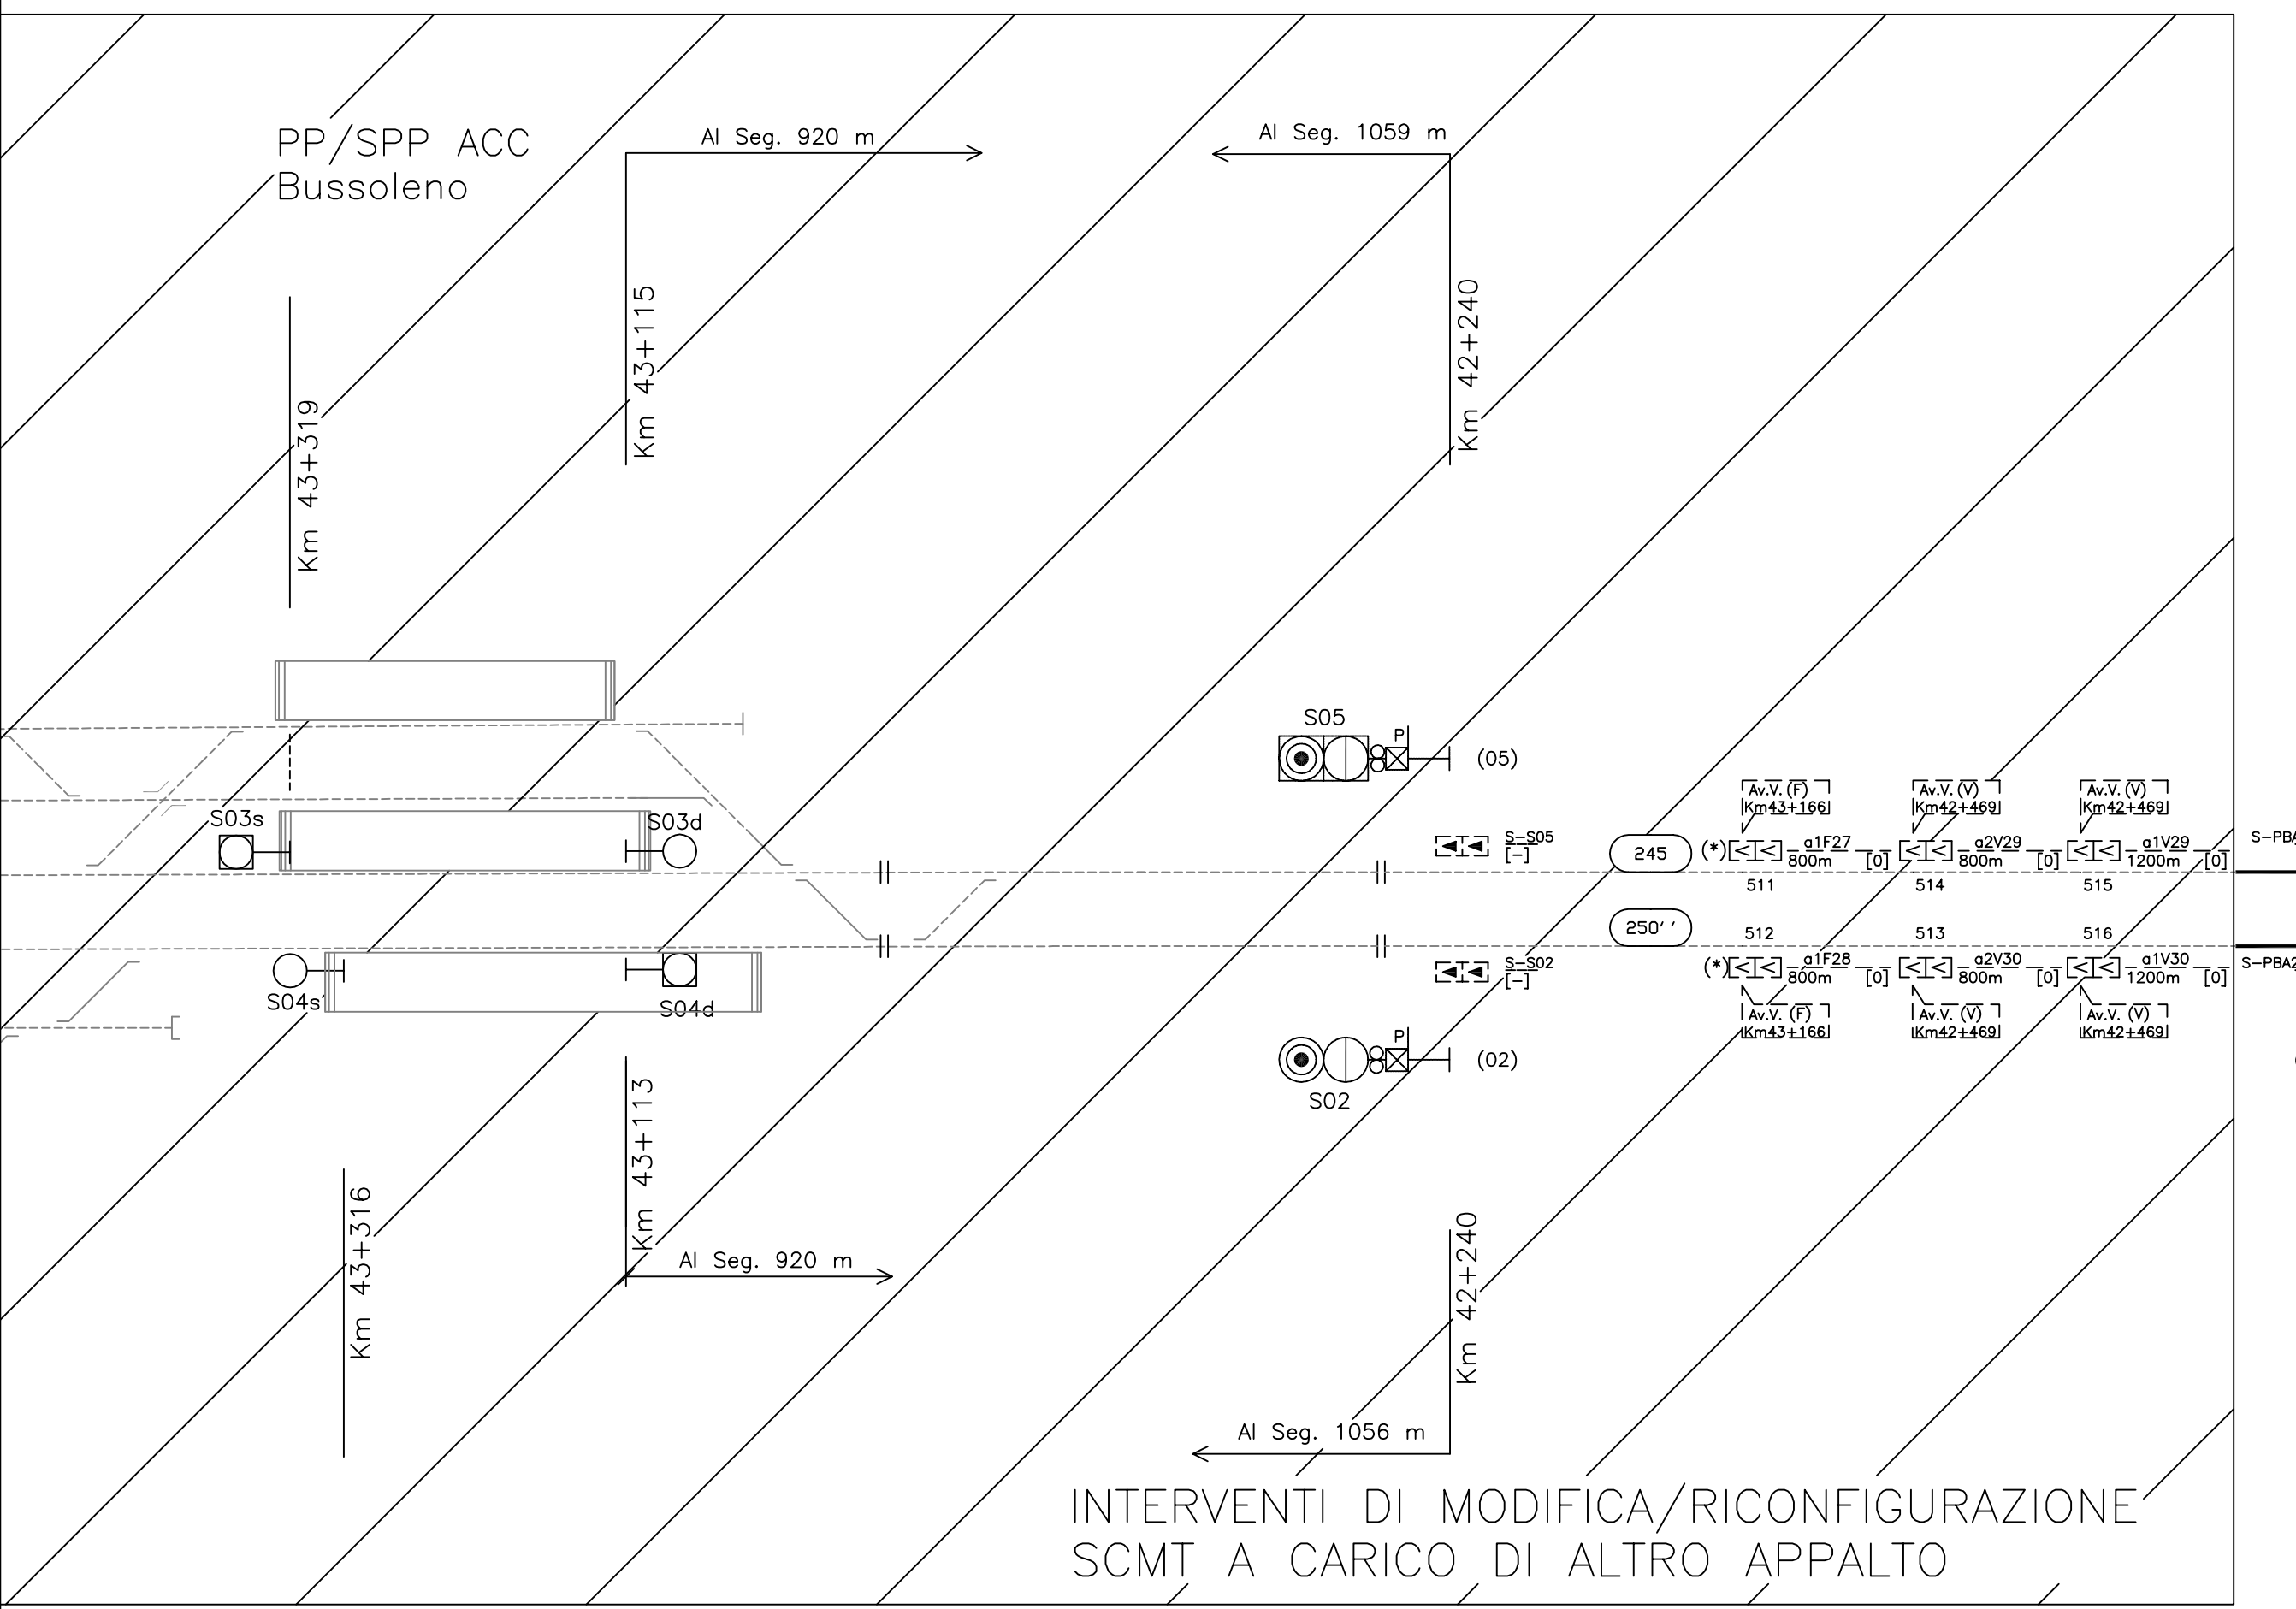 PP/SPP ACC
Bussoleno
Al Seg. 920 m
Al Seg. 1059 m
Km 43+319
Km 43+115
Km 42+240
S05
P
(05)
S03s
S03d
S-S05
[-]
245
(*)
Av.V.(F)
Km43+166
a1F27
800m
[0]
511
Av.V.(V)
Km42+469
a2V29
800m
[0]
514
Av.V.(V)
Km42+469
a1V29
1200m
[0]
515
S-PBA
250''
512
513
516
S04s'
S04d
S-S02
[-]
(*)
a1F28
800m
[0]
Av.V.(F)
Km43+166
a2V30
800m
[0]
Av.V.(V)
Km42+469
a1V30
1200m
[0]
Av.V.(V)
Km42+469
S-PBA2
P
(02)
S02
Km 43+316
Km 43+113
Km 42+240
Al Seg. 920 m
Al Seg. 1056 m
INTERVENTI DI MODIFICA/RICONFIGURAZIONE
SCMT A CARICO DI ALTRO APPALTO